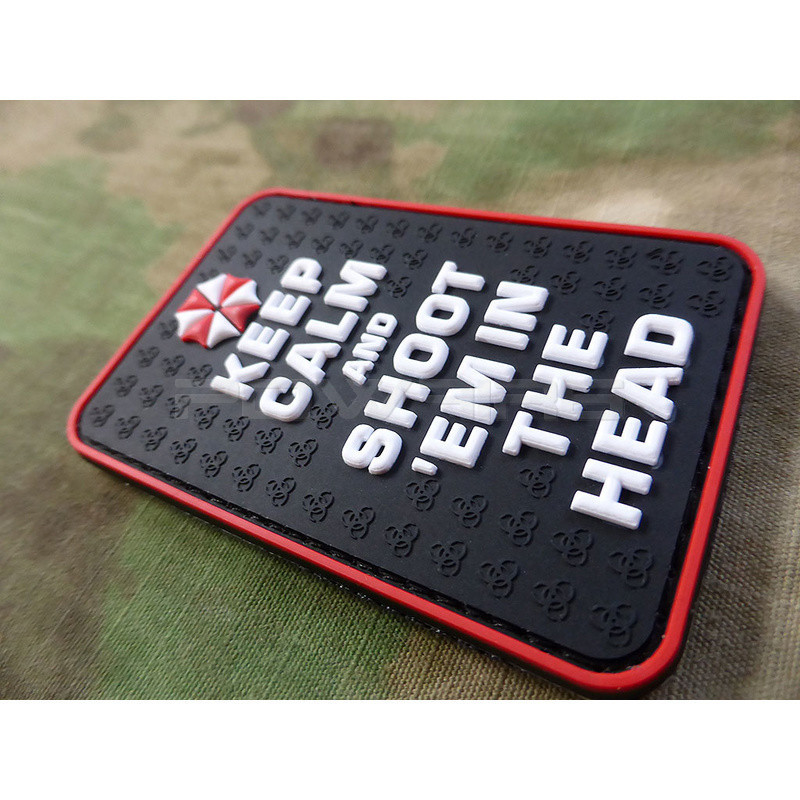 KEEP
CALM
AND
SHOOT
'EM IN
THE
HEAD